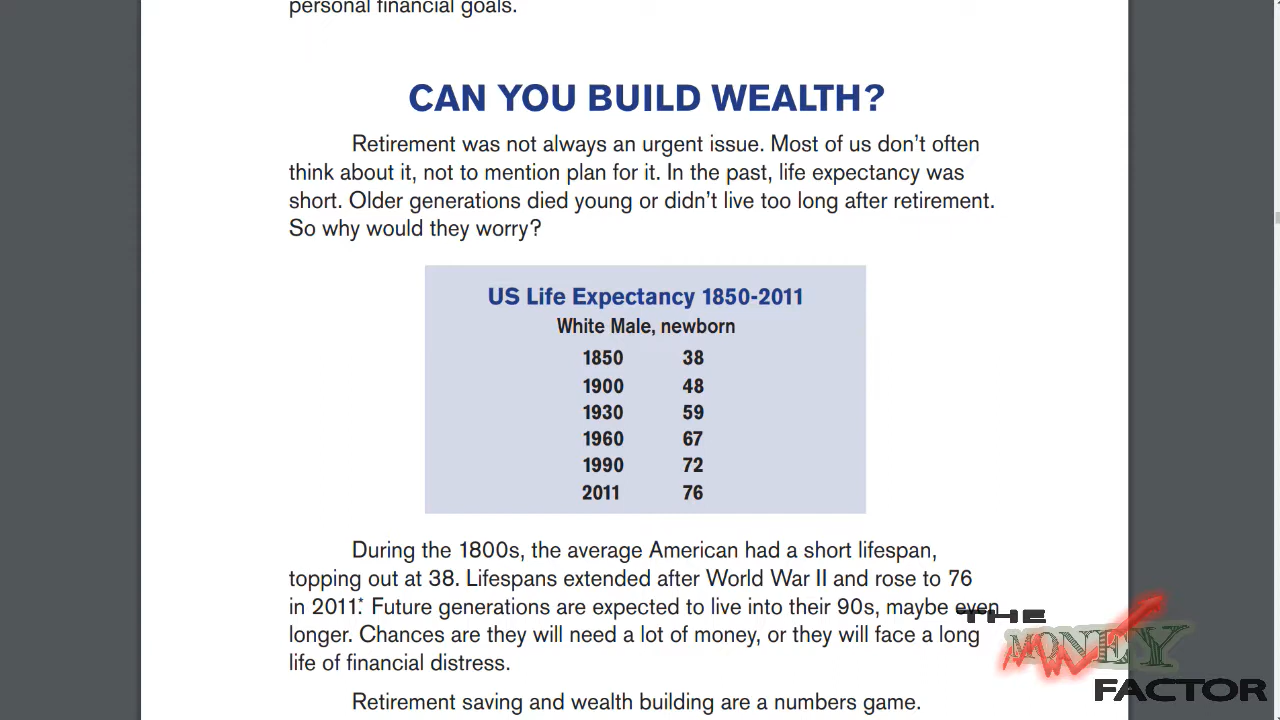 personal financial goals.
CAN YOU BUILD WEALTH?
Retirement was not always an urgent issue. Most of us don't often
think about it, not to mention plan for it. In the past, life expectancy was
short. Older generations died young or didn't live too long after retirement.
So why would they worry?
US Life Expectancy 1850-2011
White Male, newborn
1850 38
1900 48
1930 59
1960 67
1990 72
2011 76
During the 1800s, the average American had a short lifespan,
topping out at 38. Lifespans extended after World War II and rose to 76
in 2011.* Future generations are expected to live into their 90s, maybe even
longer. Chances are they will need a lot of money, or they will face a long
life of financial distress.
Retirement saving and wealth building are a numbers game.
THE
MONEY
FACTOR